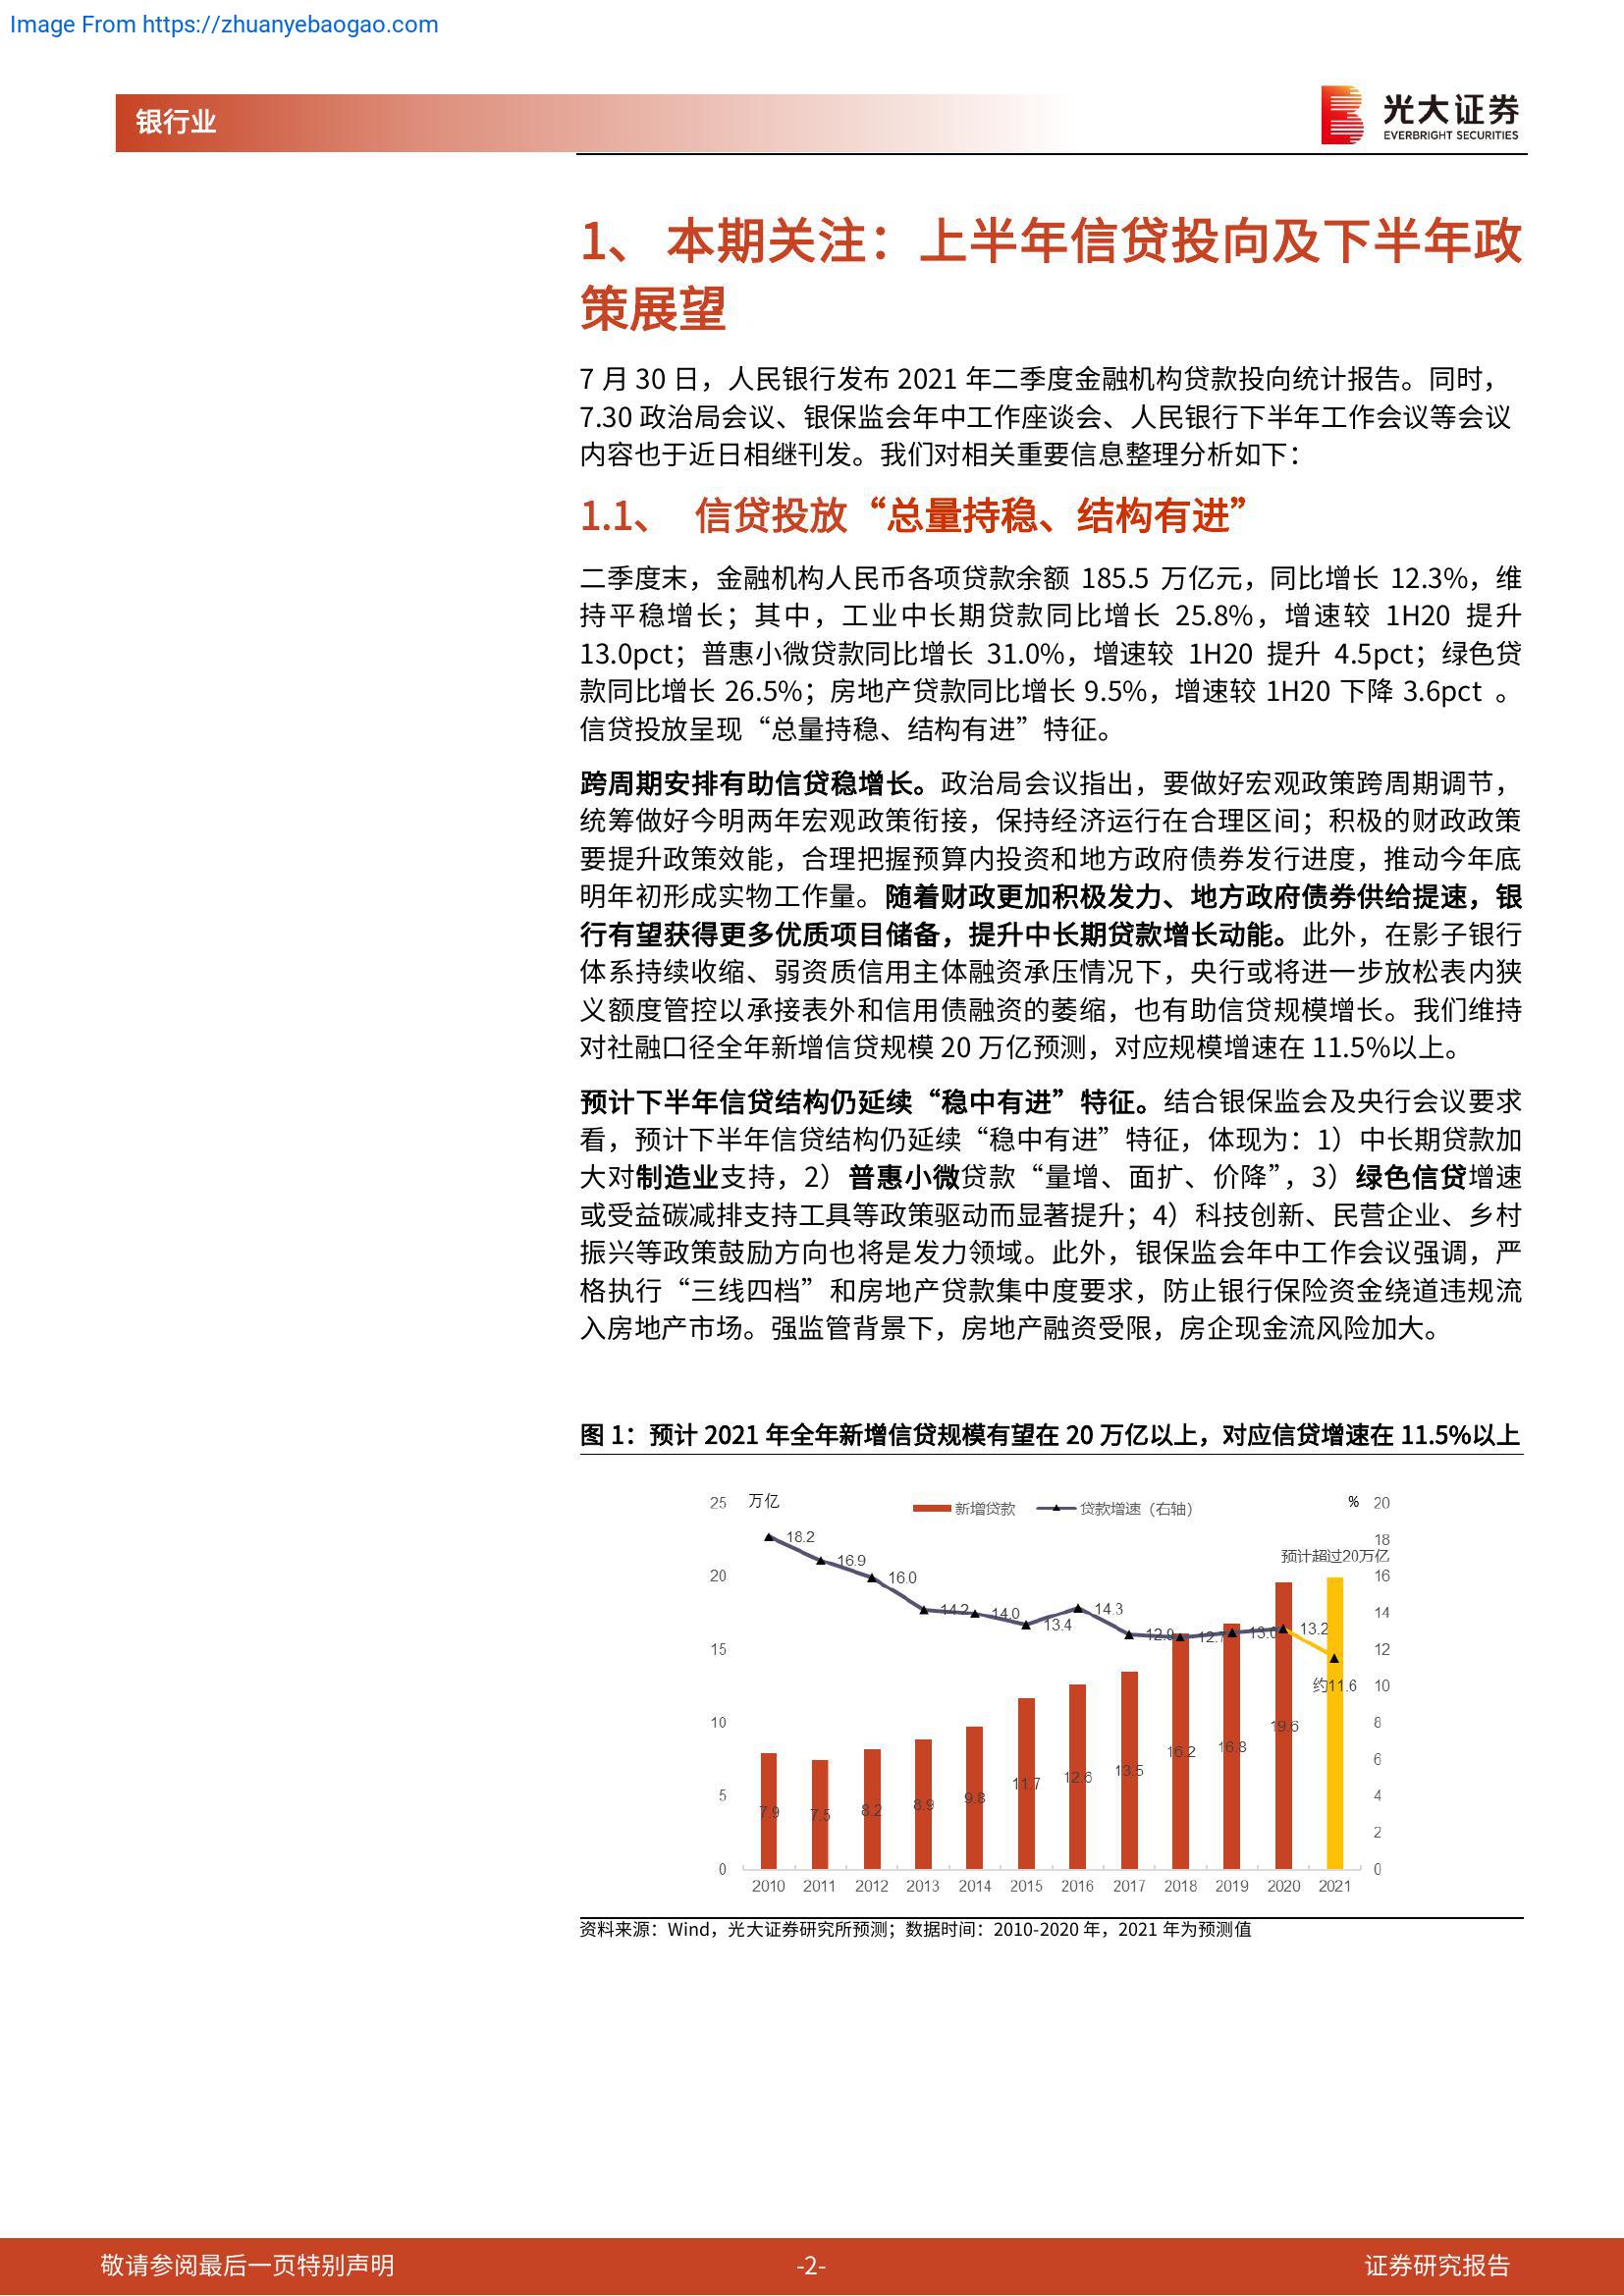 Image From https://zhuanyebaogao.com
银行业
光大证券
EVERBRIGHT SECURITIES
1、 本期关注：上半年信贷投向及下半年政
策展望
7 月 30 日，人民银行发布 2021 年二季度金融机构贷款投向统计报告。同时，
7.30 政治局会议、银保监会年中工作座谈会、人民银行下半年工作会议等会议
内容也于近日相继刊发。我们对相关重要信息整理分析如下：
1.1、 信贷投放“总量持稳、结构有进”
二季度末，金融机构人民币各项贷款余额 185.5 万亿元，同比增长 12.3%，维
持平稳增长；其中，工业中长期贷款同比增长 25.8%，增速较 1H20 提升
13.0pct；普惠小微贷款同比增长 31.0%，增速较 1H20 提升 4.5pct；绿色贷
款同比增长 26.5%；房地产贷款同比增长 9.5%，增速较 1H20 下降 3.6pct 。
信贷投放呈现“总量持稳、结构有进”特征。
跨周期安排有助信贷稳增长。政治局会议指出，要做好宏观政策跨周期调节，
统筹做好今明两年宏观政策衔接，保持经济运行在合理区间；积极的财政政策
要提升政策效能，合理把握预算内投资和地方政府债券发行进度，推动今年底
明年初形成实物工作量。随着财政更加积极发力、地方政府债券供给提速，银
行有望获得更多优质项目储备，提升中长期贷款增长动能。此外，在影子银行
体系持续收缩、弱资质信用主体融资承压情况下，央行或将进一步放松表内狭
义额度管控以承接表外和信用债融资的萎缩，也有助信贷规模增长。我们维持
对社融口径全年新增信贷规模 20 万亿预测，对应规模增速在 11.5%以上。
预计下半年信贷结构仍延续“稳中有进”特征。结合银保监会及央行会议要求
看，预计下半年信贷结构仍延续“稳中有进”特征，体现为：1）中长期贷款加
大对制造业支持，2）普惠小微贷款“量增、面扩、价降”，3）绿色信贷增速
或受益碳减排支持工具等政策驱动而显著提升；4）科技创新、民营企业、乡村
振兴等政策鼓励方向也将是发力领域。此外，银保监会年中工作会议强调，严
格执行“三线四档”和房地产贷款集中度要求，防止银行保险资金绕道违规流
入房地产市场。强监管背景下，房地产融资受限，房企现金流风险加大。
图 1：预计 2021 年全年新增信贷规模有望在 20 万亿以上，对应信贷增速在 11.5%以上
25 万亿 新增贷款 贷款增速（右轴） % 20
18.2 18
16.9 预计超过20万亿
20 16.0 16
14.2 14.0 13.4 14.3 14
15 12.9 12.7 13.0 13.2 12
约11.6 10
10 19.6 8
16.2 16.8 6
11.7 12.6 13.5
5 7.9 7.5 8.2 8.9 9.8 4
2
0 0
2010 2011 2012 2013 2014 2015 2016 2017 2018 2019 2020 2021
资料来源：Wind，光大证券研究所预测；数据时间：2010-2020 年，2021 年为预测值
敬请参阅最后一页特别声明 -2- 证券研究报告